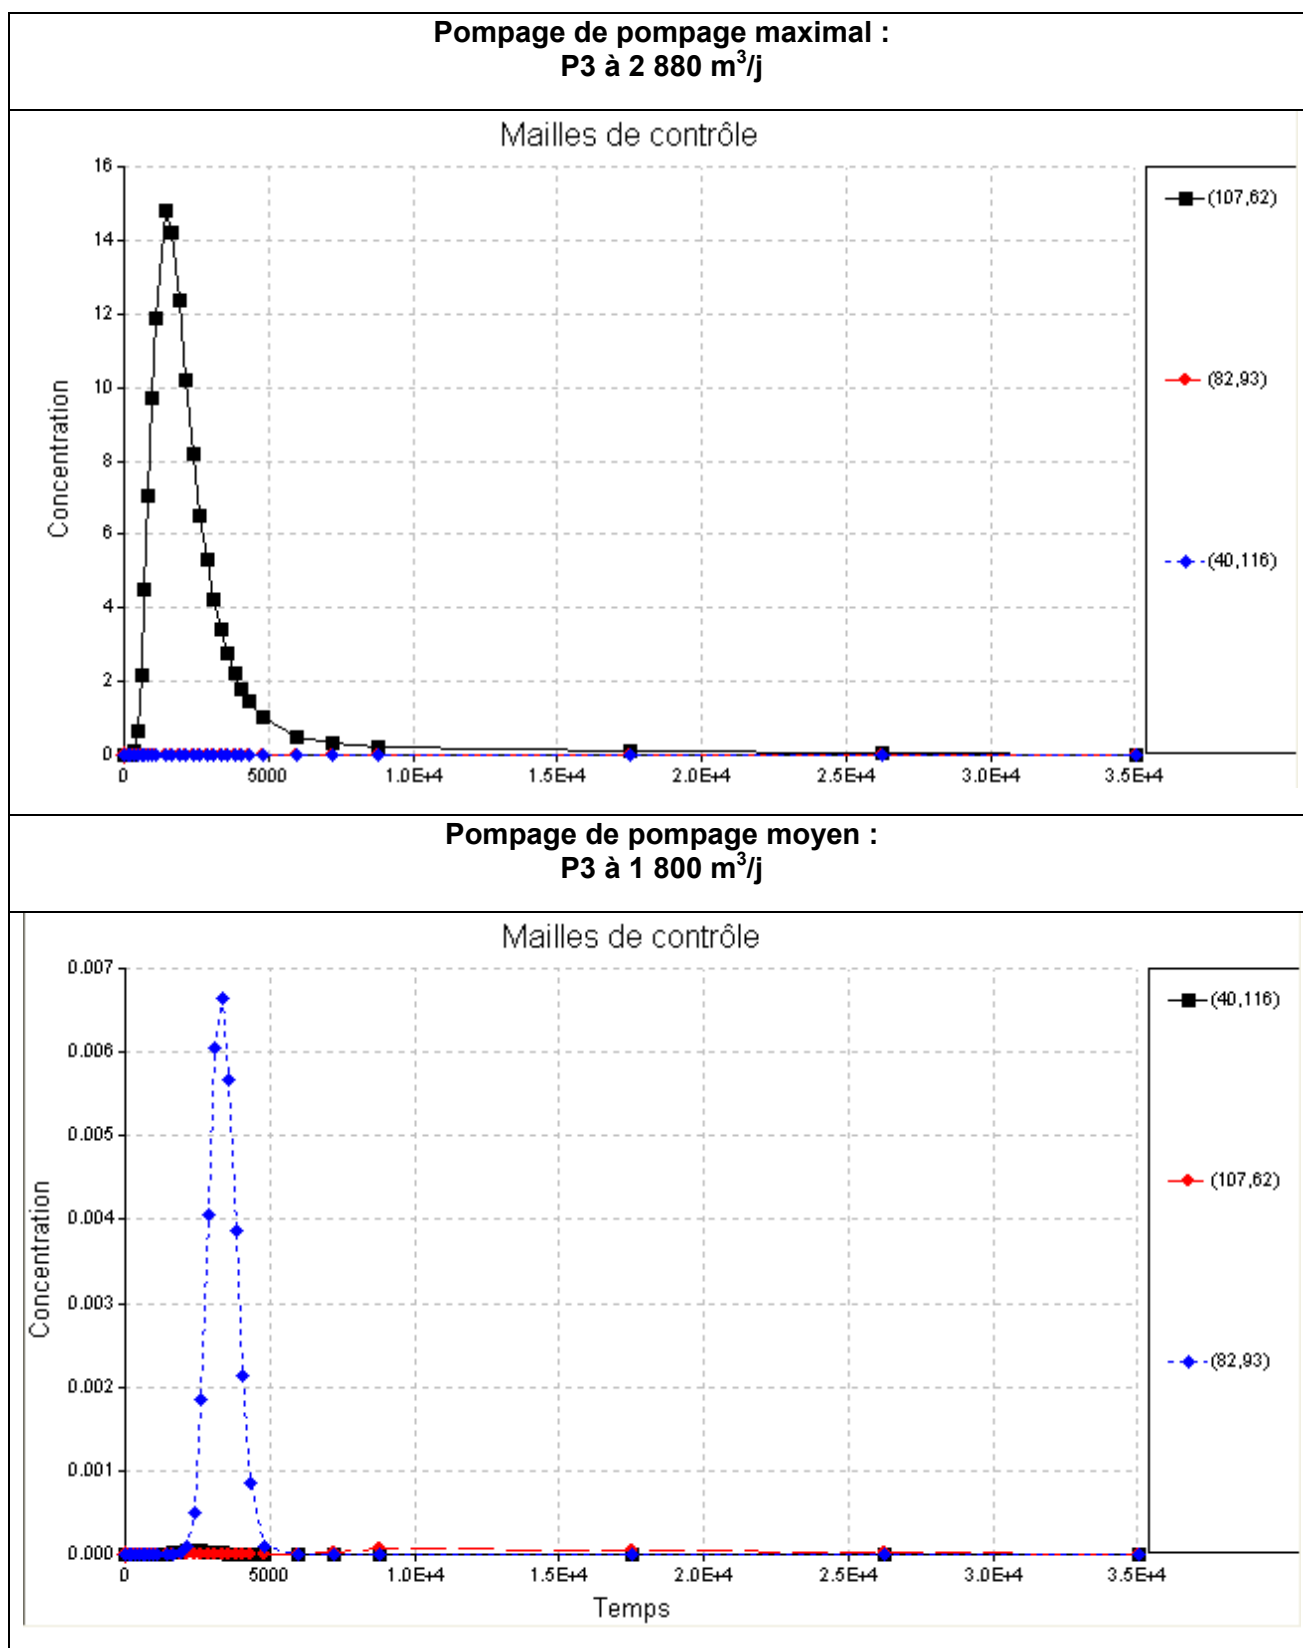 Pompage de pompage maximal :
P3 à 2 880 m³/j
Mailles de contrôle
16
14
12
10
8
6
4
2
0
Concentration
0
5000
1.0E+4
1.5E+4
2.0E+4
2.5E+4
3.0E+4
3.5E+4
(107,62)
(82,93)
(40,116)
Pompage de pompage moyen :
P3 à 1 800 m³/j
Mailles de contrôle
0.007
0.006
0.005
0.004
0.003
0.002
0.001
0.000
Concentration
0
5000
1.0E+4
1.5E+4
2.0E+4
2.5E+4
3.0E+4
3.5E+4
Temps
(40,116)
(107,62)
(82,93)